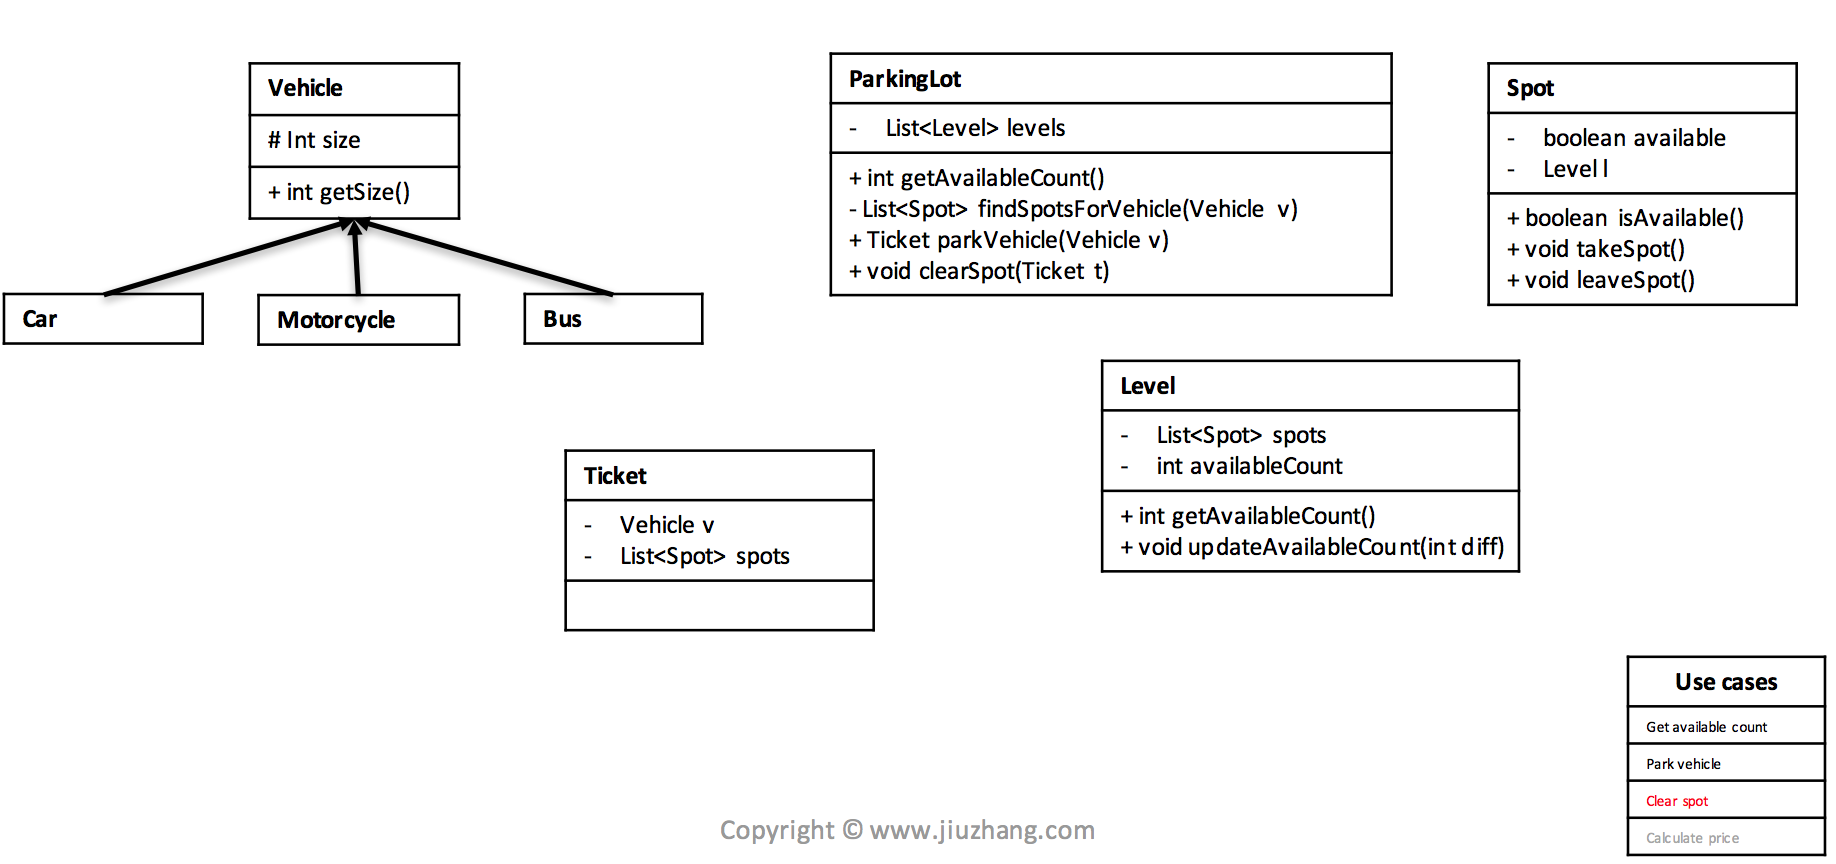 Vehicle
# Int size
+ int getSize()
Car
Motorcycle
Bus
ParkingLot
- List<Level> levels
+ int getAvailableCount()
- List<Spot> findSpotsForVehicle(Vehicle v)
+ Ticket parkVehicle(Vehicle v)
+ void clearSpot(Ticket t)
Spot
- boolean available
- Level l
+ boolean isAvailable()
+ void takeSpot()
+ void leaveSpot()
Level
- List<Spot> spots
- int availableCount
+ int getAvailableCount()
+ void updateAvailableCount(int diff)
Ticket
- Vehicle v
- List<Spot> spots
Use cases
Get available count
Park vehicle
Clear spot
Calculate price
Copyright © www.jiuzhang.com